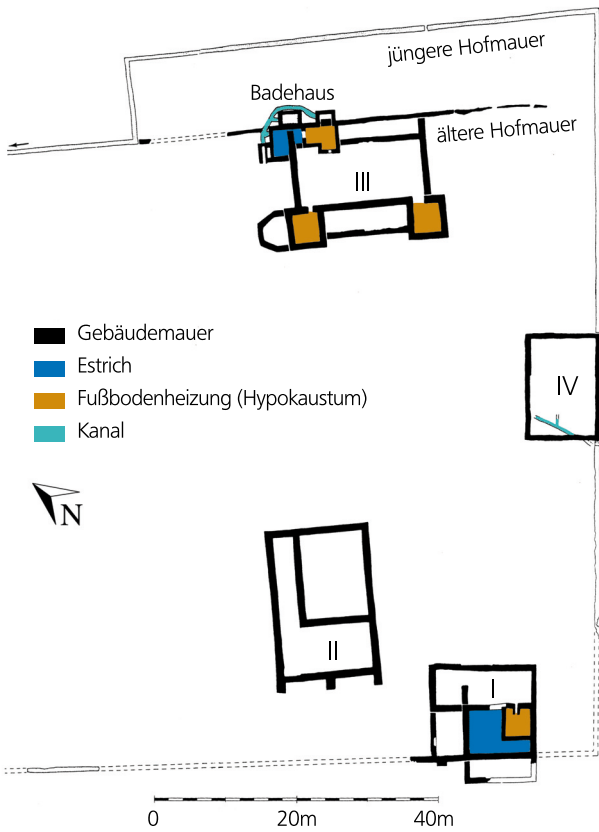 jüngere Hofmauer
Badehaus
ältere Hofmauer
III
Gebäudemauer
Estrich
Fußbodenheizung (Hypokaustum)
Kanal
IV
N
II
I
0 20m 40m